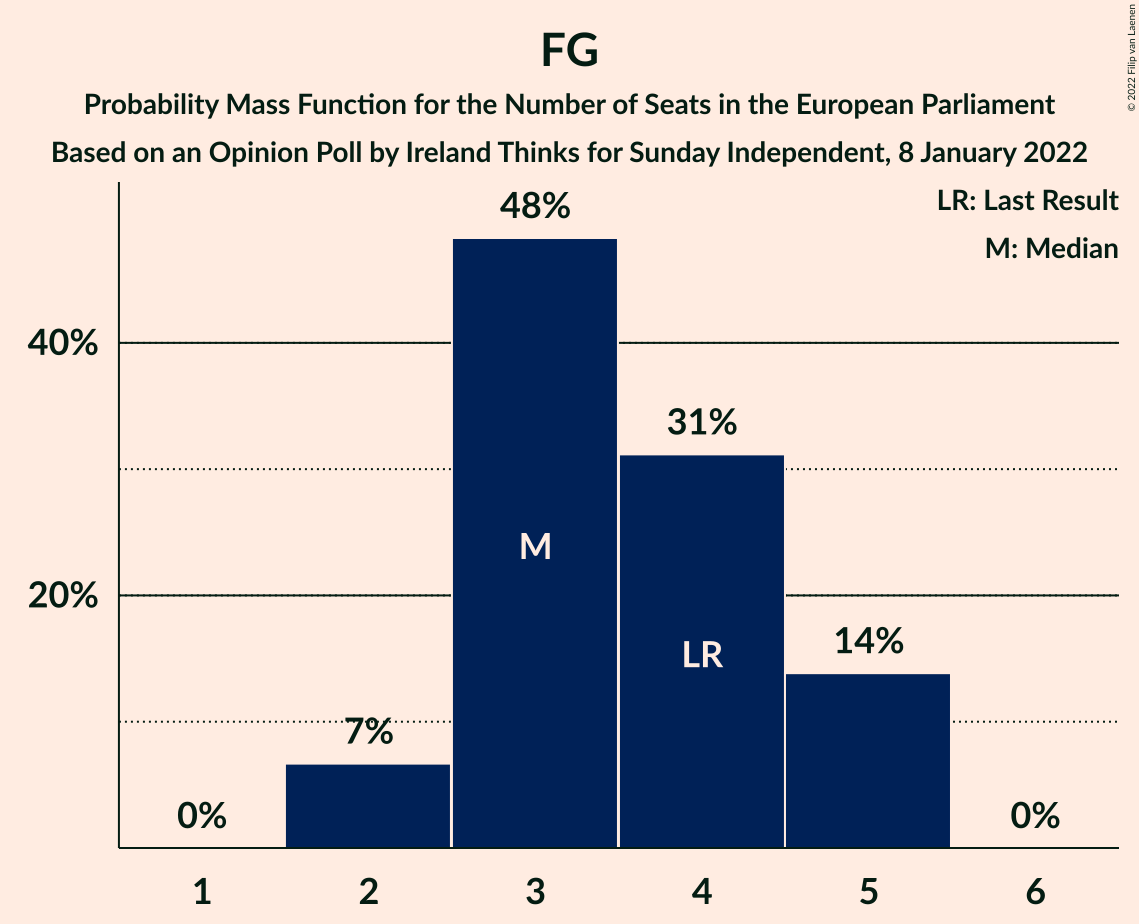 FG
Probability Mass Function for the Number of Seats in the European Parliament
Based on an Opinion Poll by Ireland Thinks for Sunday Independent, 8 January 2022
© 2022 Filip van Laenen
LR: Last Result
M: Median
48%
40%
31%
M
20%
LR
14%
7%
0%
0%
1
2
3
4
5
6